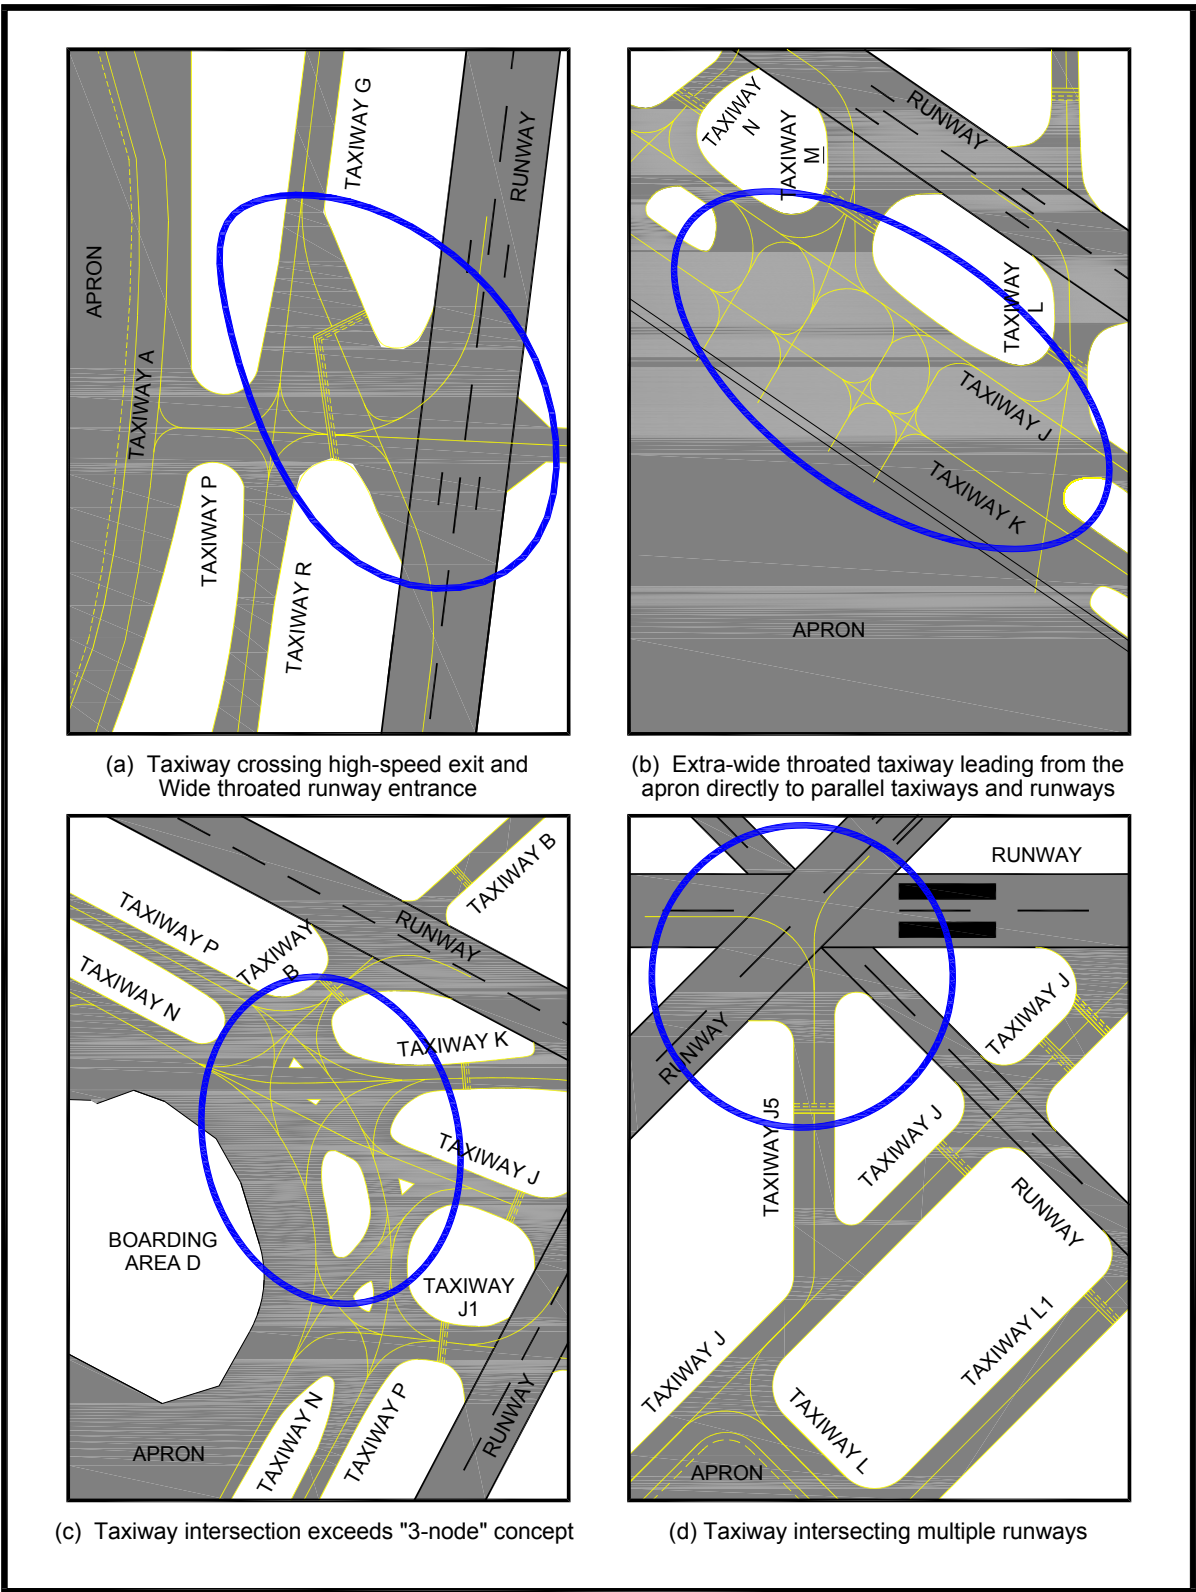 TAXIWAY G
RUNWAY
APRON
TAXIWAY A
TAXIWAY P
TAXIWAY R
(a) Taxiway crossing high-speed exit and
Wide throated runway entrance
TAXIWAY
N
TAXIWAY
M
RUNWAY
TAXIWAY
L
TAXIWAY J
TAXIWAY K
APRON
(b) Extra-wide throated taxiway leading from the
apron directly to parallel taxiways and runways
TAXIWAY B
TAXIWAY P
TAXIWAY
B
RUNWAY
TAXIWAY N
TAXIWAY K
TAXIWAY J
BOARDING
AREA D
TAXIWAY
J1
TAXIWAY N
TAXIWAY P
RUNWAY
APRON
(c) Taxiway intersection exceeds "3-node" concept
RUNWAY
RUNWAY
TAXIWAY J
TAXIWAY J5
TAXIWAY J
RUNWAY
TAXIWAY L1
TAXIWAY J
TAXIWAY L
APRON
(d) Taxiway intersecting multiple runways